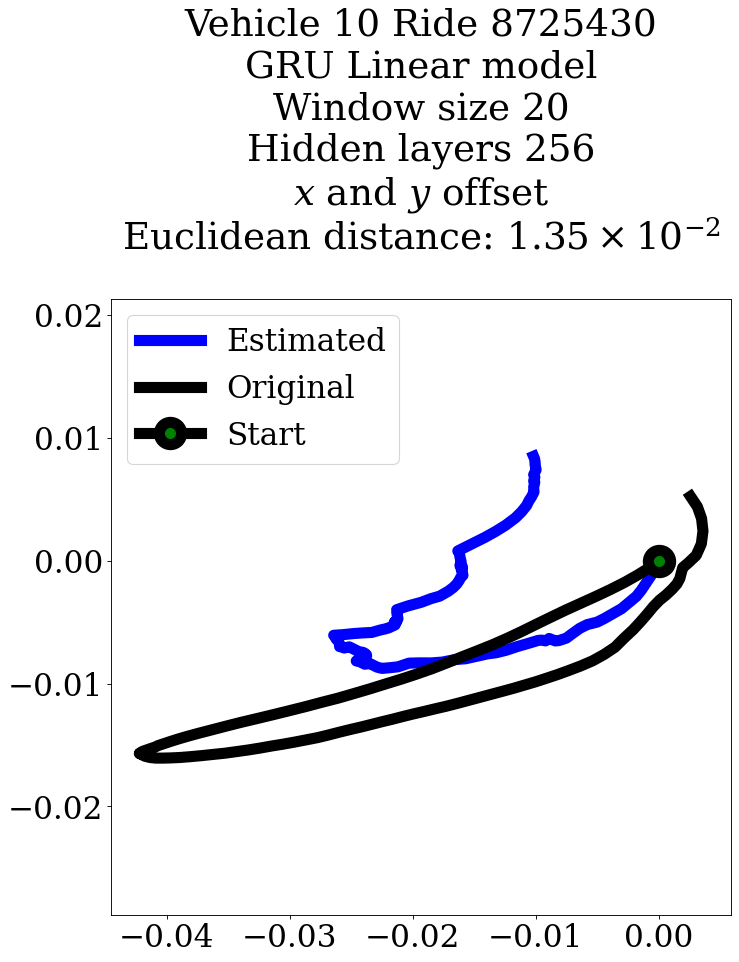 Vehicle 10 Ride 8725430
GRU Linear model
Window size 20
Hidden layers 256
x and y offset
Euclidean distance: 1.35 × 10⁻²
Estimated
Original
Start
0.02
0.01
0.00
−0.01
−0.02
−0.04 −0.03 −0.02 −0.01 0.00